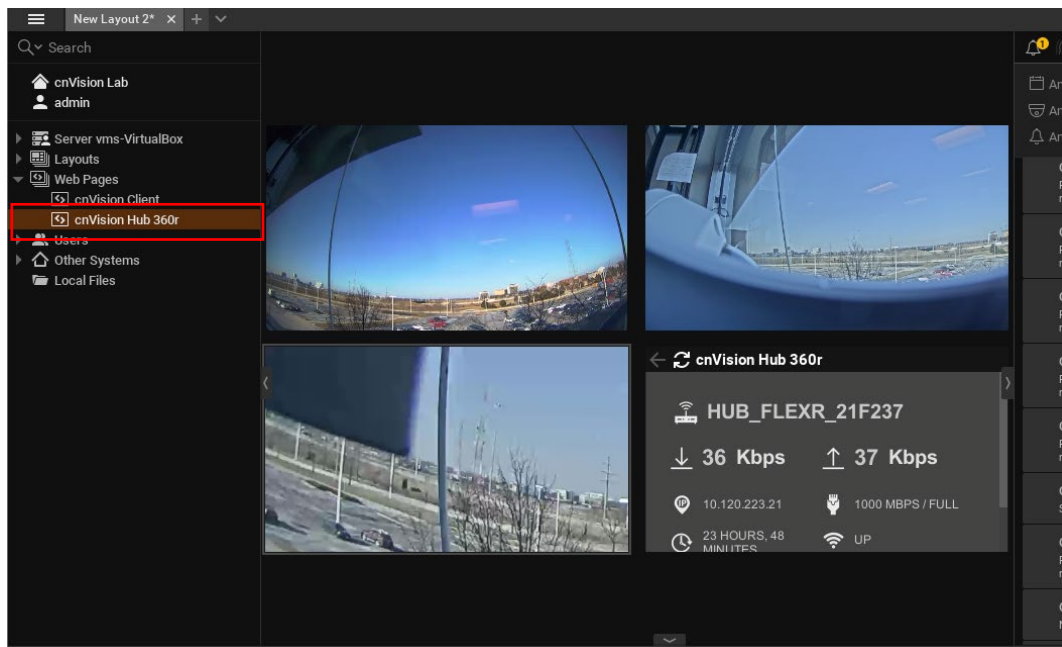 New Layout 2*
Search
cnVision Lab
admin
Server vms-VirtualBox
Layouts
Web Pages
cnVision Client
cnVision Hub 360r
Users
Other Systems
Local Files
cnVision Hub 360r
HUB_FLEXR_21F237
36 Kbps 37 Kbps
10.120.223.21 1000 MBPS / FULL
23 HOURS, 48 UP
MINUTES
1